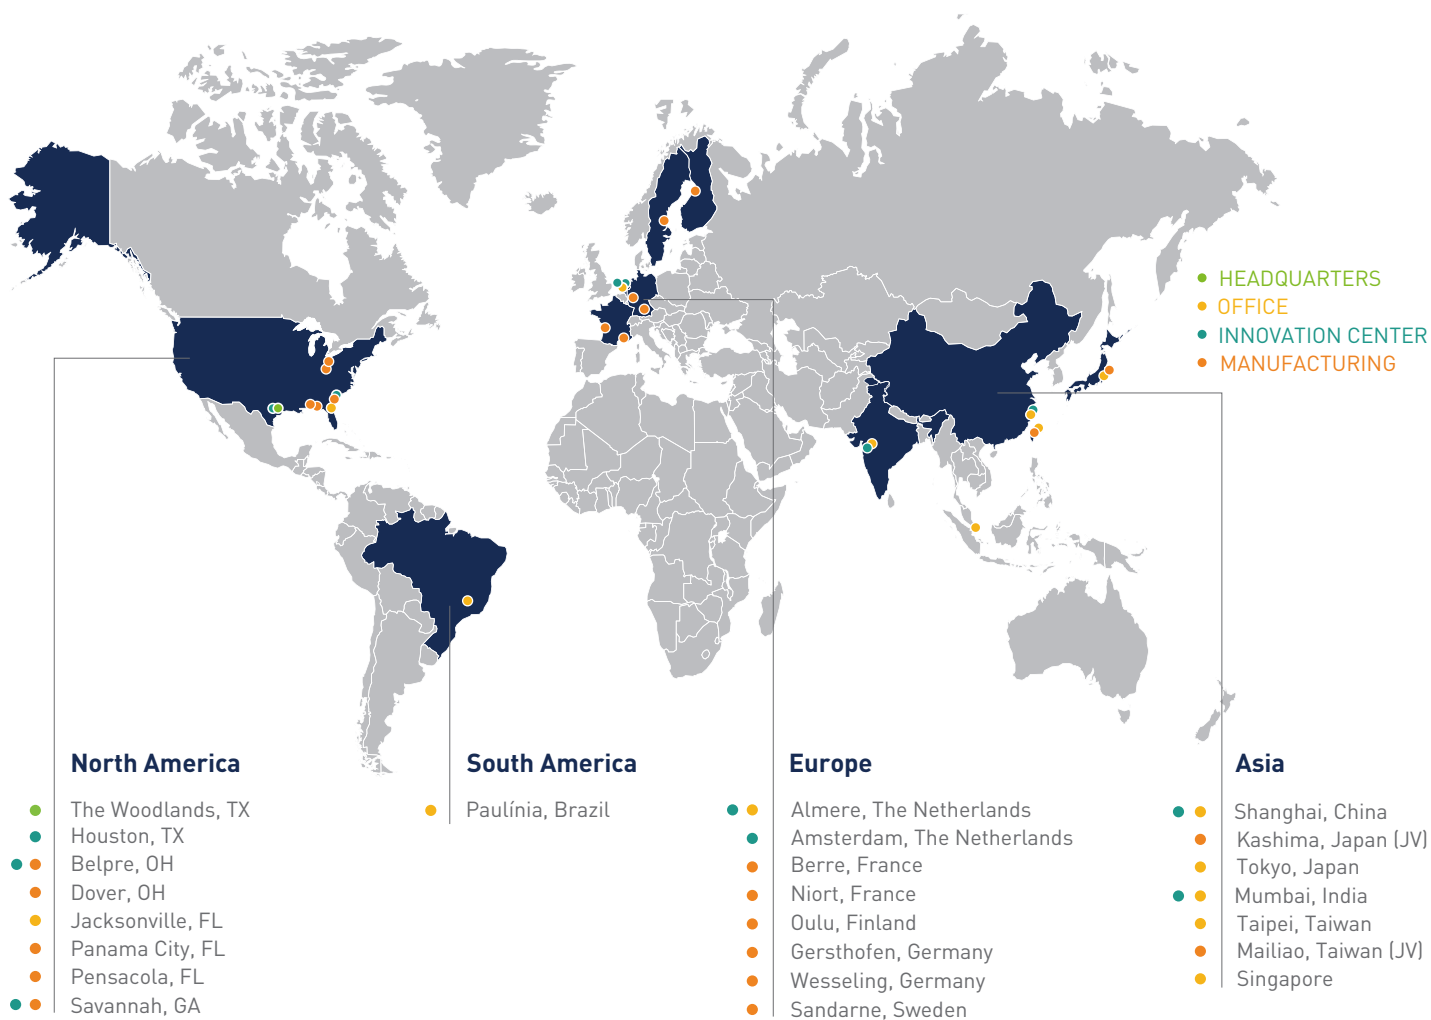 HEADQUARTERS
OFFICE
INNOVATION CENTER
MANUFACTURING
North America
The Woodlands, TX
Houston, TX
Belpre, OH
Dover, OH
Jacksonville, FL
Panama City, FL
Pensacola, FL
Savannah, GA
South America
Paulínia, Brazil
Europe
Almere, The Netherlands
Amsterdam, The Netherlands
Berre, France
Niort, France
Oulu, Finland
Gersthofen, Germany
Wesseling, Germany
Sandarne, Sweden
Asia
Shanghai, China
Kashima, Japan (JV)
Tokyo, Japan
Mumbai, India
Taipei, Taiwan
Mailiao, Taiwan (JV)
Singapore